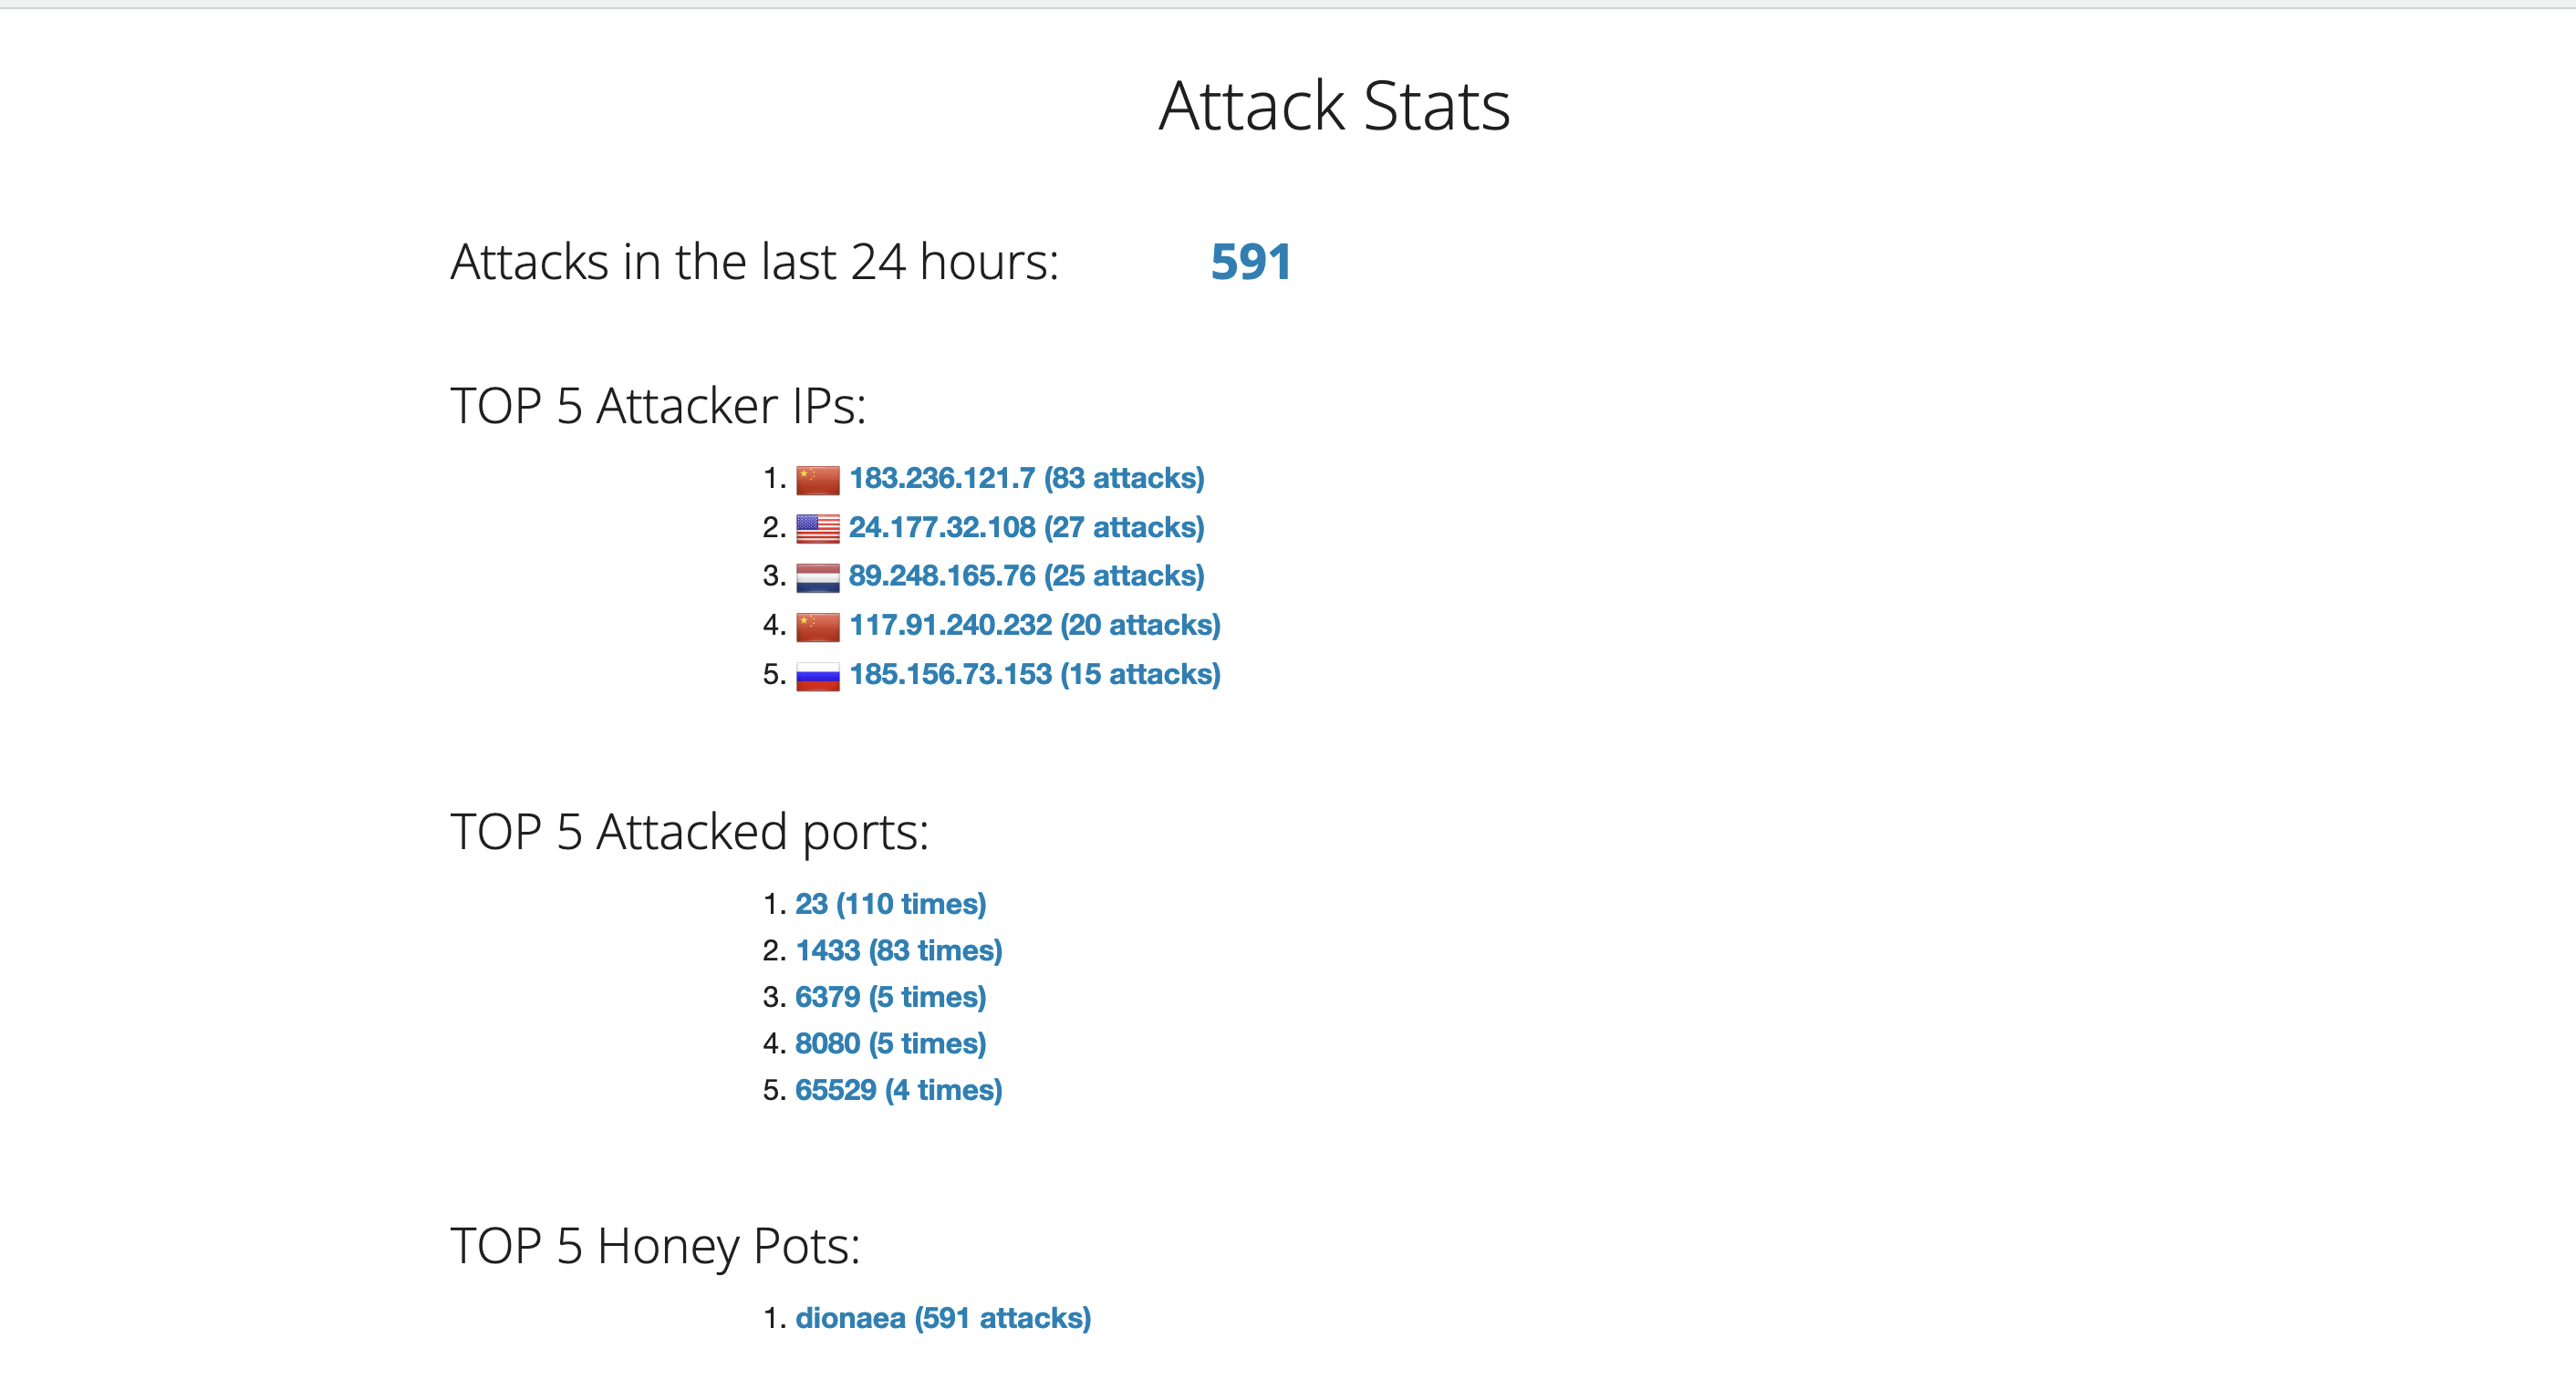 Attack Stats
Attacks in the last 24 hours: 591
TOP 5 Attacker IPs:
1. 183.236.121.7 (83 attacks)
2. 24.177.32.108 (27 attacks)
3. 89.248.165.76 (25 attacks)
4. 117.91.240.232 (20 attacks)
5. 185.156.73.153 (15 attacks)
TOP 5 Attacked ports:
1. 23 (110 times)
2. 1433 (83 times)
3. 6379 (5 times)
4. 8080 (5 times)
5. 65529 (4 times)
TOP 5 Honey Pots:
1. dionaea (591 attacks)